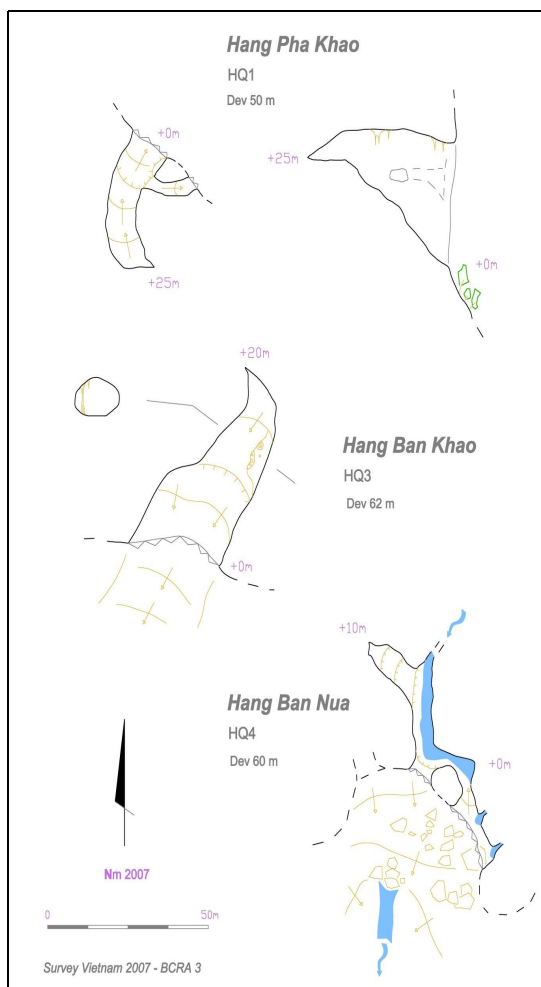 Hang Pha Khao
HQ1
Dev 50 m
+0m
+25m
+25m
+0m
+20m
Hang Ban Khao
HQ3
Dev 62 m
+0m
+10m
Hang Ban Nua
HQ4
Dev 60 m
+0m
Nm 2007
0 50m
Survey Vietnam 2007 - BCRA 3